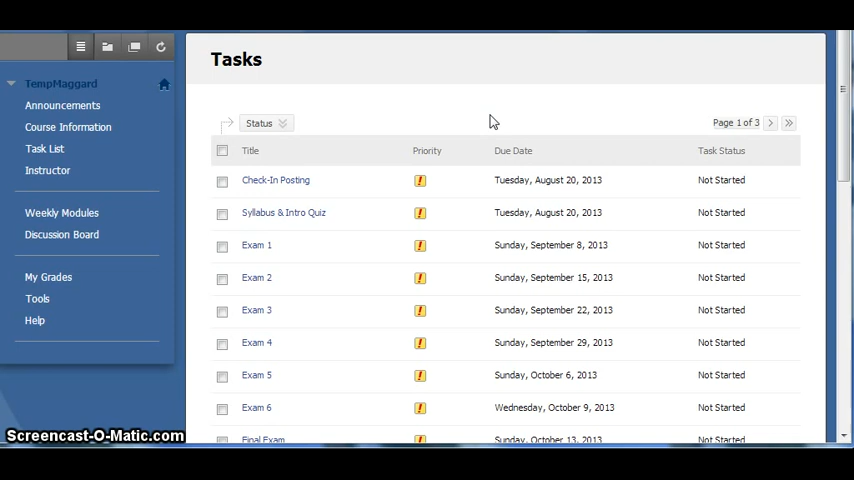 Tasks
TempMaggard
Announcements
Course Information
Task List
Instructor
Weekly Modules
Discussion Board
My Grades
Tools
Help
Status
Page 1 of 3
Title Priority Due Date Task Status
Check-In Posting ! Tuesday, August 20, 2013 Not Started
Syllabus & Intro Quiz ! Tuesday, August 20, 2013 Not Started
Exam 1 ! Sunday, September 8, 2013 Not Started
Exam 2 ! Sunday, September 15, 2013 Not Started
Exam 3 ! Sunday, September 22, 2013 Not Started
Exam 4 ! Sunday, September 29, 2013 Not Started
Exam 5 ! Sunday, October 6, 2013 Not Started
Exam 6 ! Wednesday, October 9, 2013 Not Started
Final Exam ! Sunday, October 13, 2013 Not Started
Screencast-O-Matic.com